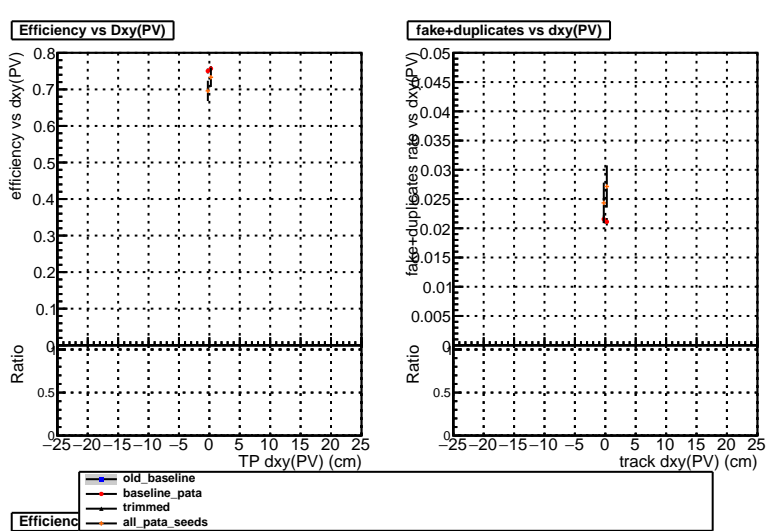 Efficiency vs Dxy(PV)
efficiency vs dxy(PV)
0.8
0.7
0.6
0.5
0.4
0.3
0.2
0.1
0
Ratio
1
0.5
0
−25 −20 −15 −10 −5 0 5 10 15 20 25
TP dxy(PV) (cm)
fake+duplicates vs dxy(PV)
fake+duplicates rate vs dxy(PV)
0.05
0.045
0.04
0.035
0.03
0.025
0.02
0.015
0.01
0.005
0
Ratio
1
0.5
0
−25 −20 −15 −10 −5 0 5 10 15 20 25
track dxy(PV) (cm)
old_baseline
baseline_pata
trimmed
all_pata_seeds
Efficienc